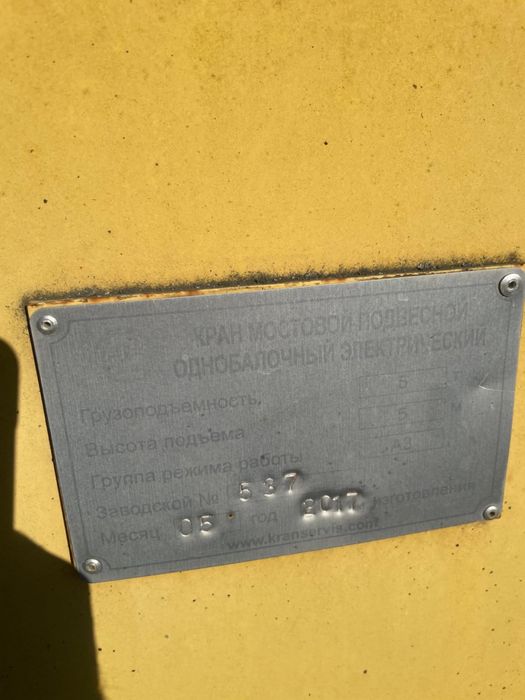 КРАН МОСТОВОЙ ПОДВЕСНОЙ
ОДНОБАЛОЧНЫЙ ЭЛЕКТРИЧЕСКИЙ
Грузоподъемность, 5 т
Высота подъема 5 м
Группа режима работы А3
Заводской № 537
Месяц 05 год 2017 изготовления
www.kranservis.com